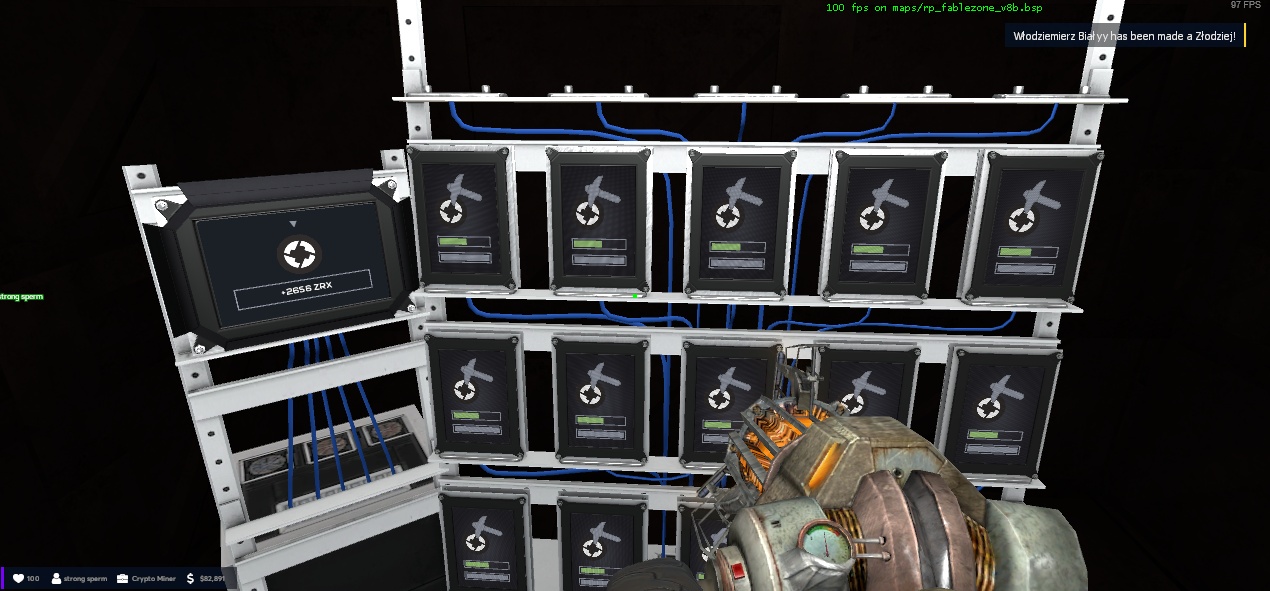 100 fps on maps/rp_fablezone_v8b.bsp
97 FPS
Włodziemierz Białyy has been made a Złodziej!
+2656 ZRX
strong sperm
100 strong sperm Crypto Miner $82,891